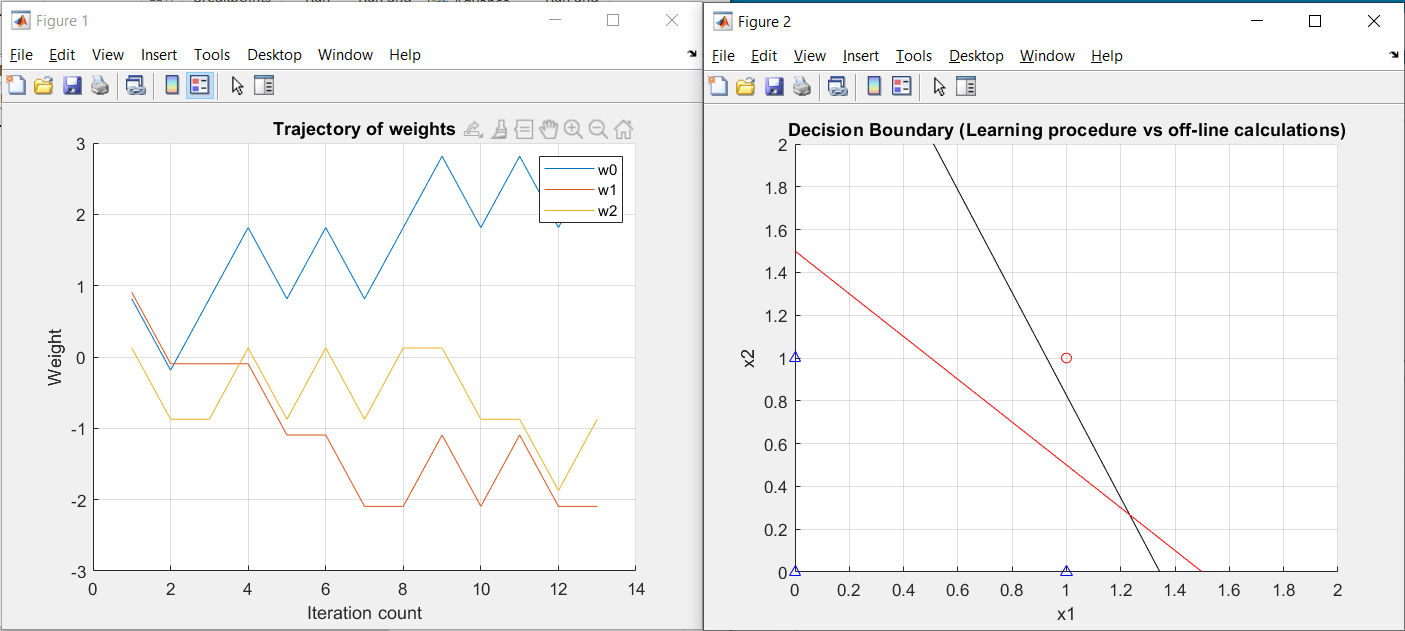 Figure 1
File Edit View Insert Tools Desktop Window Help
Trajectory of weights
3
2
1
0
-1
-2
-3
Weight
0 2 4 6 8 10 12 14
Iteration count
w0
w1
w2
Figure 2
File Edit View Insert Tools Desktop Window Help
Decision Boundary (Learning procedure vs off-line calculations)
2
1.8
1.6
1.4
1.2
1
0.8
0.6
0.4
0.2
0
x2
0 0.2 0.4 0.6 0.8 1 1.2 1.4 1.6 1.8 2
x1